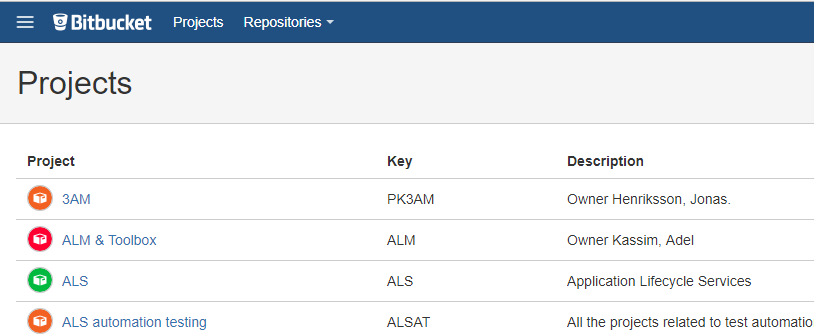 Bitbucket Projects Repositories
Projects
Project Key Description
3AM PK3AM Owner Henriksson, Jonas.
ALM & Toolbox ALM Owner Kassim, Adel
ALS ALS Application Lifecycle Services
ALS automation testing ALSAT All the projects related to test automatio